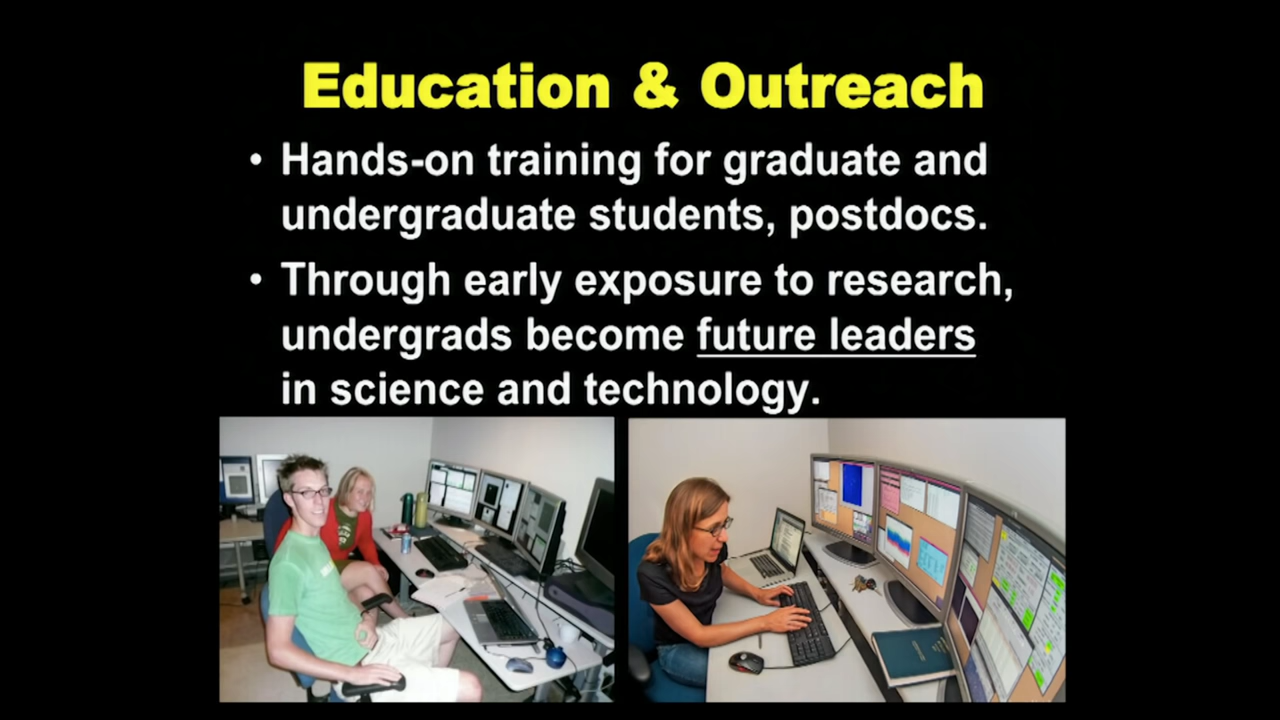 Education & Outreach
• Hands-on training for graduate and
undergraduate students, postdocs.
• Through early exposure to research,
undergrads become future leaders
in science and technology.